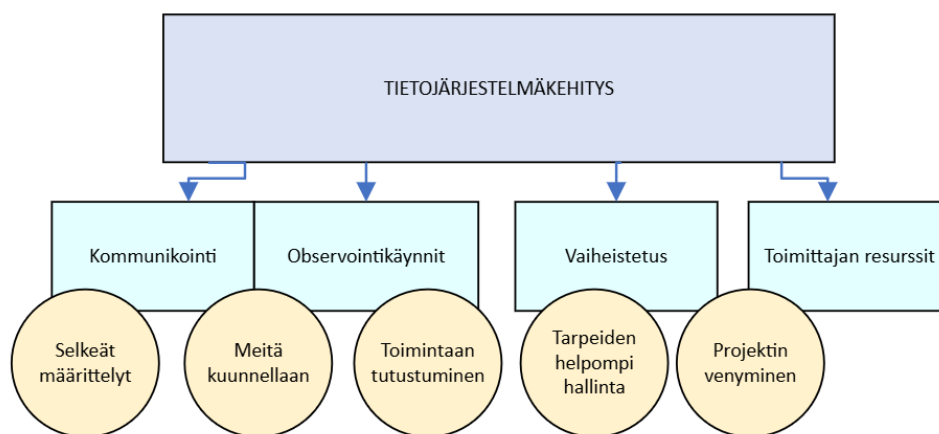 TIETOJÄRJESTELMÄKEHITYS
Kommunikointi
Observointikäynnit
Vaiheistetus
Toimittajan resurssit
Selkeät
määrittelyt
Meitä
kuunnellaan
Toimintaan
tutustuminen
Tarpeiden
helpompi
hallinta
Projektin
venyminen